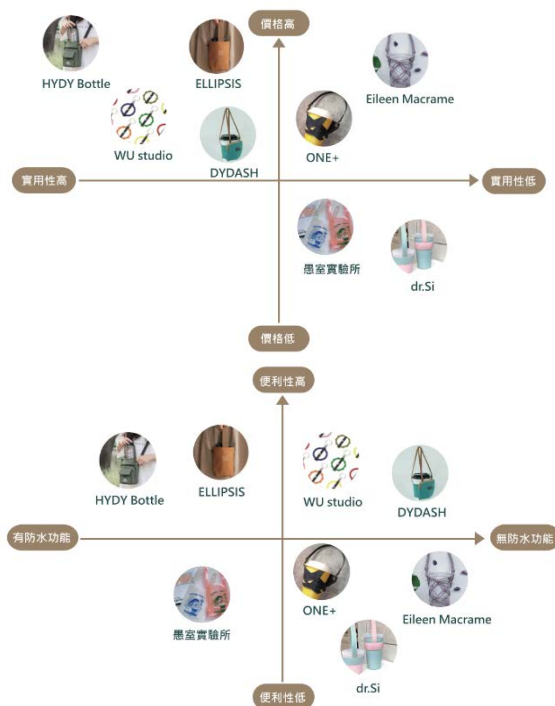 價格高
HYDY Bottle
ELLIPSIS
Eileen Macrame
WU studio
DYDASH
ONE+
實用性高
實用性低
愚室實驗所
dr.Si
價格低
便利性高
HYDY Bottle
ELLIPSIS
WU studio
DYDASH
有防水功能
無防水功能
愚室實驗所
ONE+
Eileen Macrame
dr.Si
便利性低